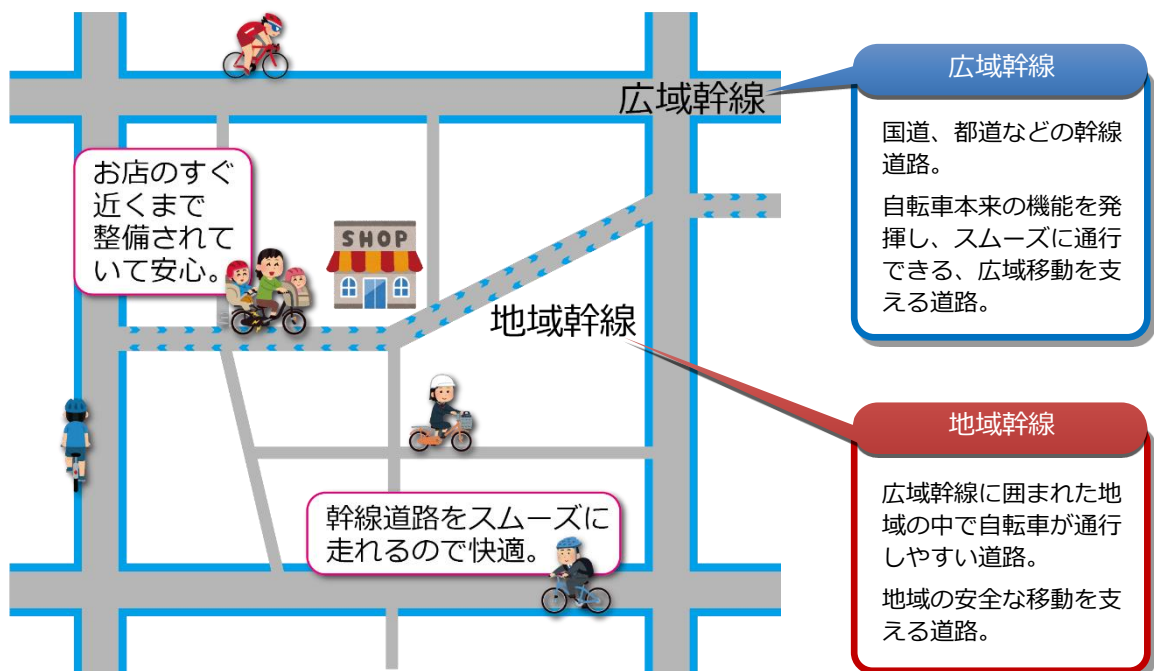 広域幹線
お店のすぐ
近くまで
整備されて
いて安心。
SHOP
地域幹線
幹線道路をスムーズに
走れるので快適。
広域幹線
国道、都道などの幹線
道路。
自転車本来の機能を発
揮し、スムーズに通行
できる、広域移動を支
える道路。
地域幹線
広域幹線に囲まれた地
域の中で自転車が通行
しやすい道路。
地域の安全な移動を支
える道路。